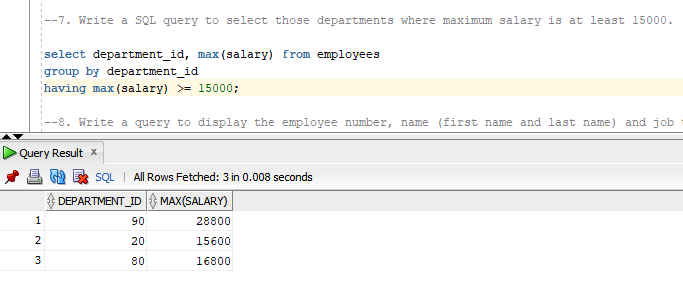 --7. Write a SQL query to select those departments where maximum salary is at least 15000.
select department_id, max(salary) from employees
group by department_id
having max(salary) >= 15000;
--8. Write a query to display the employee number, name (first name and last name) and job
Query Result x
SQL | All Rows Fetched: 3 in 0.008 seconds
DEPARTMENT_ID MAX(SALARY)
1 90 28800
2 20 15600
3 80 16800